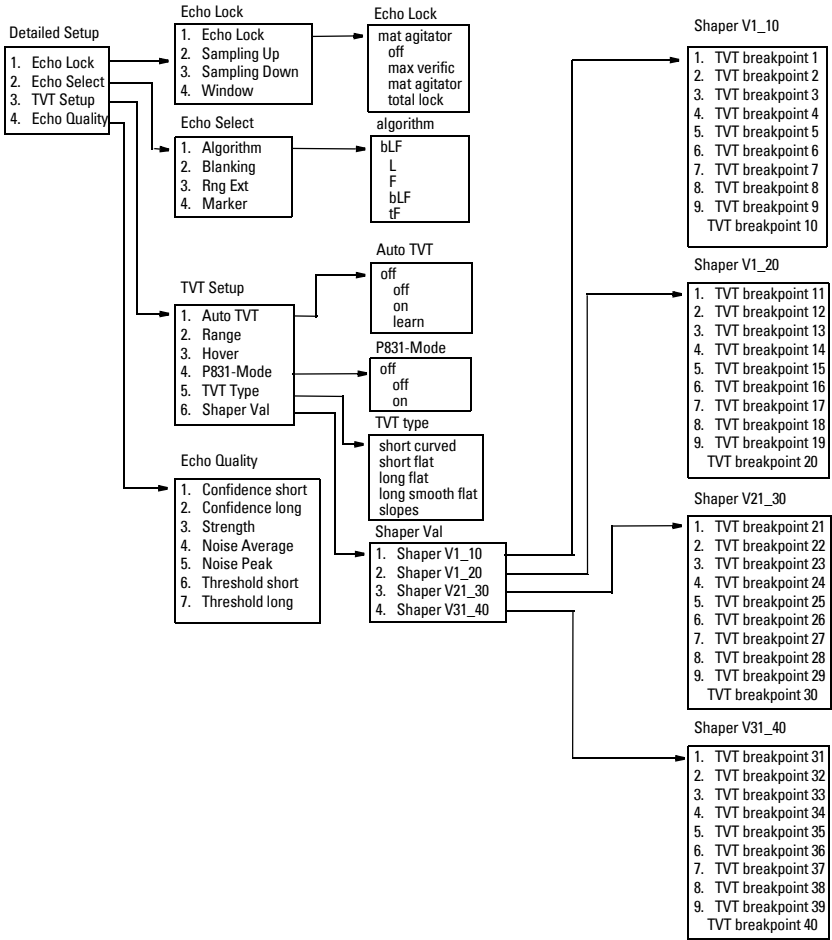 Detailed Setup
1. Echo Lock
2. Echo Select
3. TVT Setup
4. Echo Quality
Echo Lock
1. Echo Lock
2. Sampling Up
3. Sampling Down
4. Window
Echo Lock
mat agitator
off
max verific
mat agitator
total lock
Echo Select
1. Algorithm
2. Blanking
3. Rng Ext
4. Marker
algorithm
bLF
L
F
bLF
tF
TVT Setup
1. Auto TVT
2. Range
3. Hover
4. P831-Mode
5. TVT Type
6. Shaper Val
Auto TVT
off
off
on
learn
P831-Mode
off
off
on
TVT type
short curved
short flat
long flat
long smooth flat
slopes
Echo Quality
1. Confidence short
2. Confidence long
3. Strength
4. Noise Average
5. Noise Peak
6. Threshold short
7. Threshold long
Shaper Val
1. Shaper V1_10
2. Shaper V1_20
3. Shaper V21_30
4. Shaper V31_40
Shaper V1_10
1. TVT breakpoint 1
2. TVT breakpoint 2
3. TVT breakpoint 3
4. TVT breakpoint 4
5. TVT breakpoint 5
6. TVT breakpoint 6
7. TVT breakpoint 7
8. TVT breakpoint 8
9. TVT breakpoint 9
TVT breakpoint 10
Shaper V1_20
1. TVT breakpoint 11
2. TVT breakpoint 12
3. TVT breakpoint 13
4. TVT breakpoint 14
5. TVT breakpoint 15
6. TVT breakpoint 16
7. TVT breakpoint 17
8. TVT breakpoint 18
9. TVT breakpoint 19
TVT breakpoint 20
Shaper V21_30
1. TVT breakpoint 21
2. TVT breakpoint 22
3. TVT breakpoint 23
4. TVT breakpoint 24
5. TVT breakpoint 25
6. TVT breakpoint 26
7. TVT breakpoint 27
8. TVT breakpoint 28
9. TVT breakpoint 29
TVT breakpoint 30
Shaper V31_40
1. TVT breakpoint 31
2. TVT breakpoint 32
3. TVT breakpoint 33
4. TVT breakpoint 34
5. TVT breakpoint 35
6. TVT breakpoint 36
7. TVT breakpoint 37
8. TVT breakpoint 38
9. TVT breakpoint 39
TVT breakpoint 40